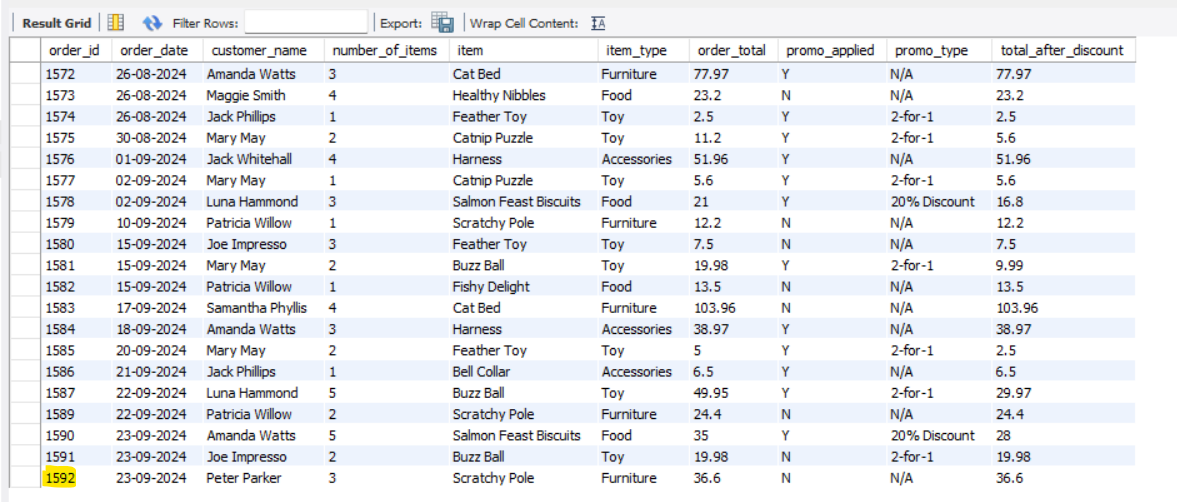 Result Grid Filter Rows: Export: Wrap Cell Content: IA
order_id order_date customer_name number_of_items item item_type order_total promo_applied promo_type total_after_discount
1572 26-08-2024 Amanda Watts 3 Cat Bed Furniture 77.97 Y N/A 77.97
1573 26-08-2024 Maggie Smith 4 Healthy Nibbles Food 23.2 N N/A 23.2
1574 26-08-2024 Jack Phillips 1 Feather Toy Toy 2.5 Y 2-for-1 2.5
1575 30-08-2024 Mary May 2 Catnip Puzzle Toy 11.2 Y 2-for-1 5.6
1576 01-09-2024 Jack Whitehall 4 Harness Accessories 51.96 Y N/A 51.96
1577 02-09-2024 Mary May 1 Catnip Puzzle Toy 5.6 Y 2-for-1 5.6
1578 02-09-2024 Luna Hammond 3 Salmon Feast Biscuits Food 21 Y 20% Discount 16.8
1579 10-09-2024 Patricia Willow 1 Scratchy Pole Furniture 12.2 N N/A 12.2
1580 15-09-2024 Joe Impresso 3 Feather Toy Toy 7.5 N N/A 7.5
1581 15-09-2024 Mary May 2 Buzz Ball Toy 19.98 Y 2-for-1 9.99
1582 15-09-2024 Patricia Willow 1 Fishy Delight Food 13.5 N N/A 13.5
1583 17-09-2024 Samantha Phyllis 4 Cat Bed Furniture 103.96 N N/A 103.96
1584 18-09-2024 Amanda Watts 3 Harness Accessories 38.97 Y N/A 38.97
1585 20-09-2024 Mary May 2 Feather Toy Toy 5 Y 2-for-1 2.5
1586 21-09-2024 Jack Phillips 1 Bell Collar Accessories 6.5 Y N/A 6.5
1587 22-09-2024 Luna Hammond 5 Buzz Ball Toy 49.95 Y 2-for-1 29.97
1589 22-09-2024 Patricia Willow 2 Scratchy Pole Furniture 24.4 N N/A 24.4
1590 23-09-2024 Amanda Watts 5 Salmon Feast Biscuits Food 35 Y 20% Discount 28
1591 23-09-2024 Joe Impresso 2 Buzz Ball Toy 19.98 N 2-for-1 19.98
1592 23-09-2024 Peter Parker 3 Scratchy Pole Furniture 36.6 N N/A 36.6